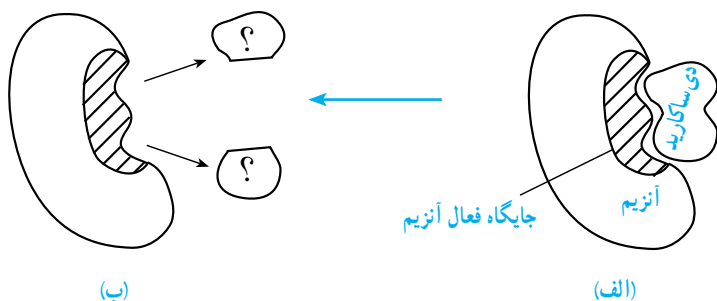 دی ساکارید
آنزیم
جایگاه فعال آنزیم
(الف)
؟
؟
(ب)